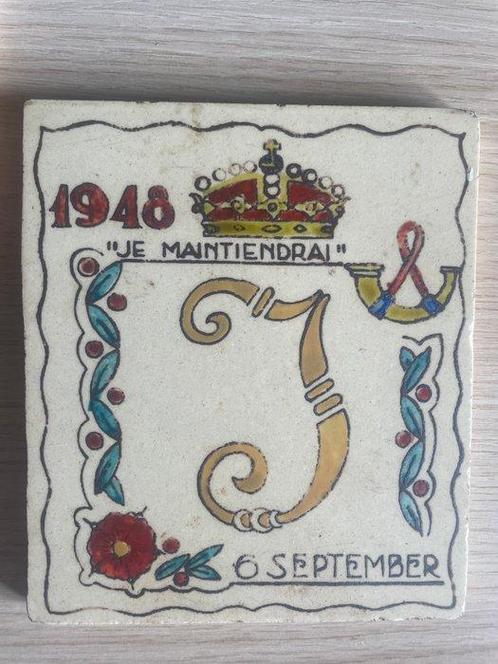 1948
"JE MAINTIENDRAI"
J
6 SEPTEMBER